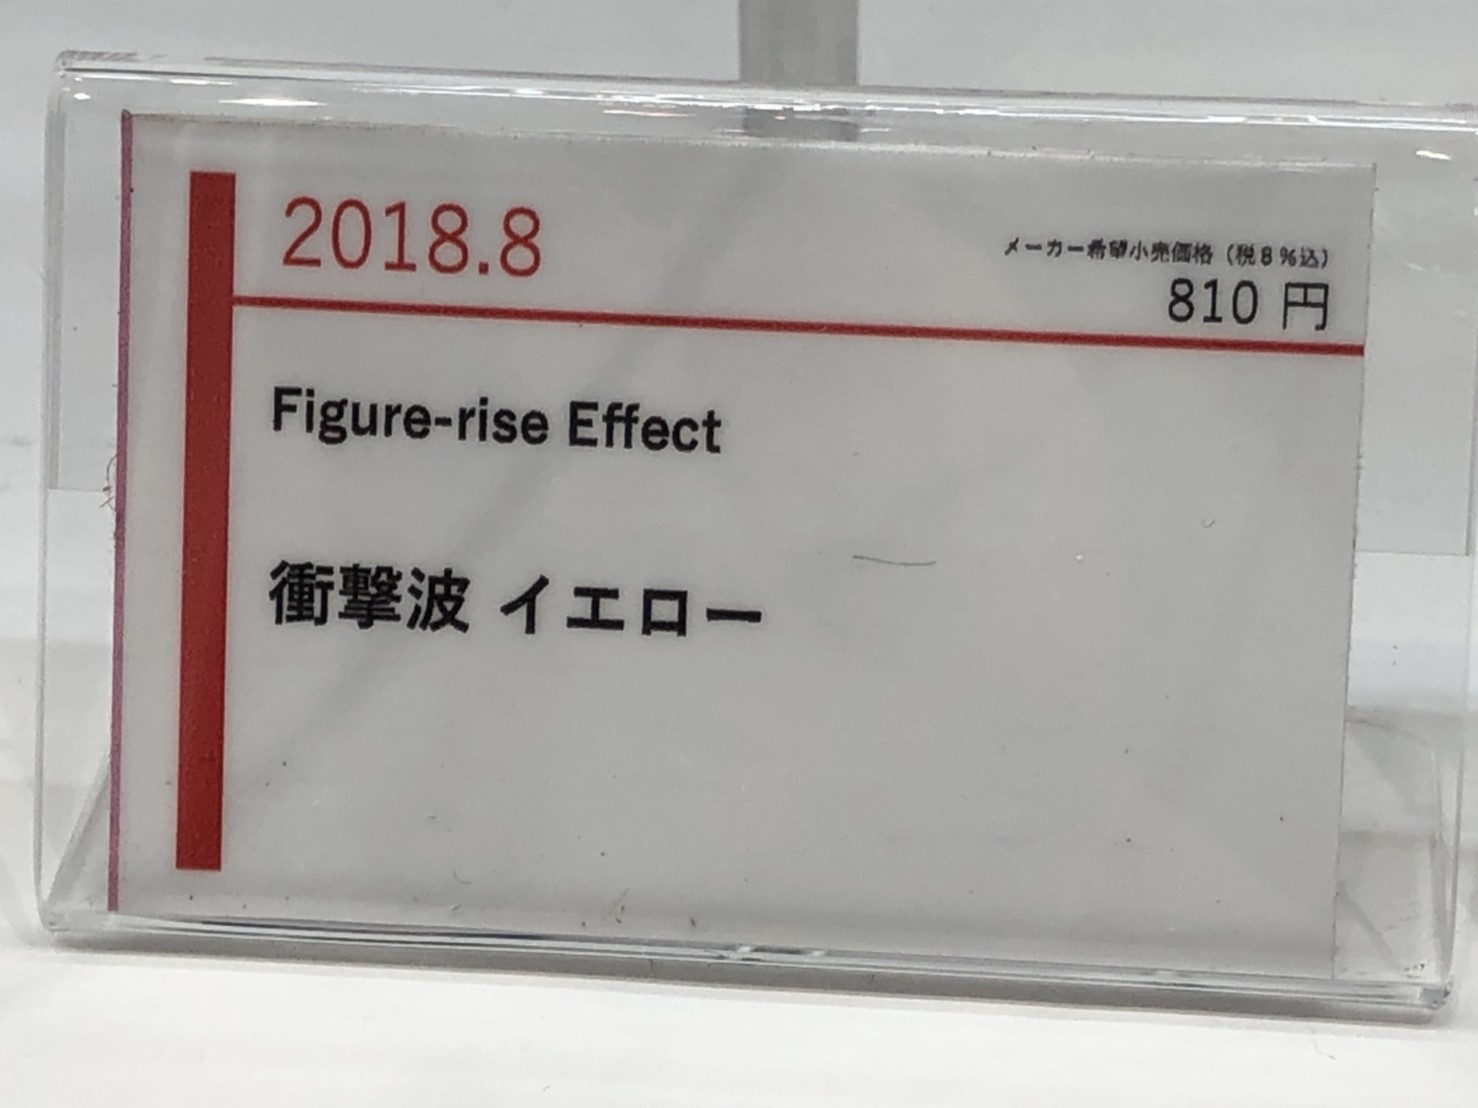 2018.8
メーカー希望小売価格（税8%込）
810 円
Figure-rise Effect
衝撃波 イエロー